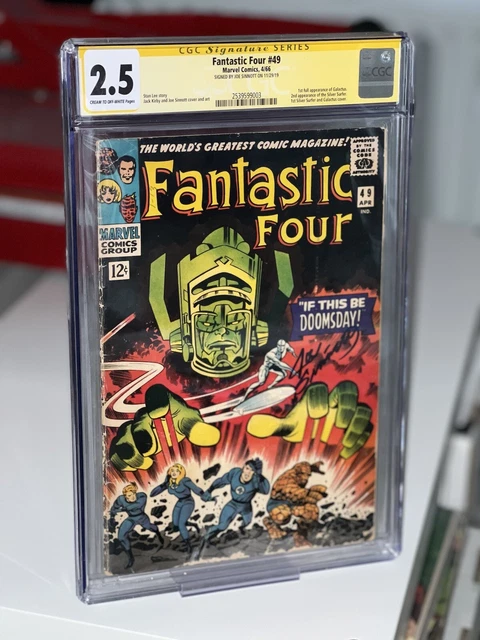 CGC Signature SERIES
2.5
CREAM TO OFF-WHITE Pages
Fantastic Four #49
Marvel Comics, 4/66
SIGNED BY JOE SINNOTT ON 11/29/19
Stan Lee story
Jack Kirby and Joe Sinnott cover and art
2539599003
1st full appearance of Galactus
2nd appearance of the Silver Surfer
1st Silver Surfer and Galactus cover
CGC
THE WORLD'S GREATEST COMIC MAGAZINE!
APPROVED BY THE COMICS CODE AUTHORITY
Fantastic
FOUR
49
APR
IND.
MARVEL
COMICS
GROUP
12¢
"IF THIS BE
DOOMSDAY!
Joe
Sinnott